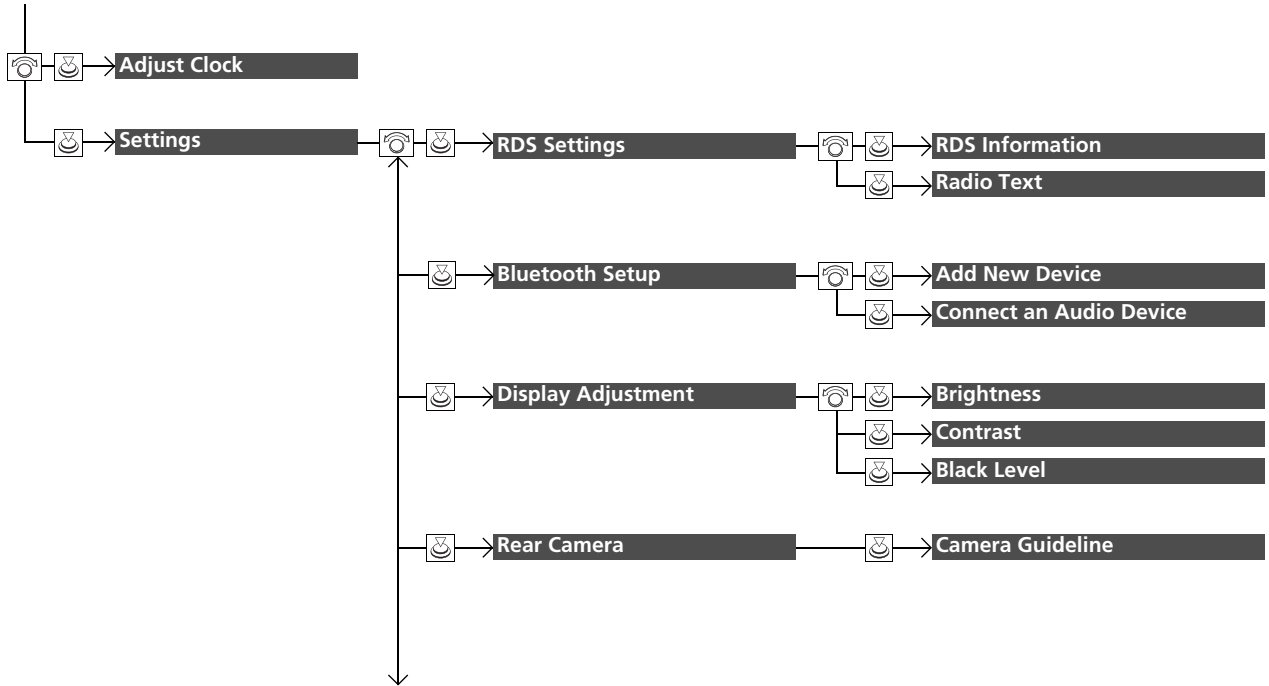 Adjust Clock
Settings
RDS Settings
RDS Information
Radio Text
Bluetooth Setup
Add New Device
Connect an Audio Device
Display Adjustment
Brightness
Contrast
Black Level
Rear Camera
Camera Guideline